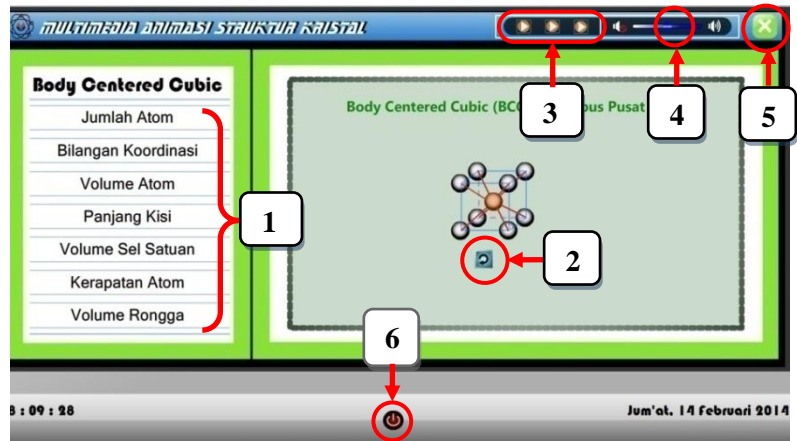 MULTIMEDIA ANIMASI STRUKTUR KRISTAL
3
4
5
Body Centered Cubic
Jumlah Atom
Bilangan Koordinasi
Volume Atom
Panjang Kisi
Volume Sel Satuan
Kerapatan Atom
Volume Rongga
1
Body Centered Cubic Pusat
2
6
: 09 : 28
Jum'at, 14 Februari 2014